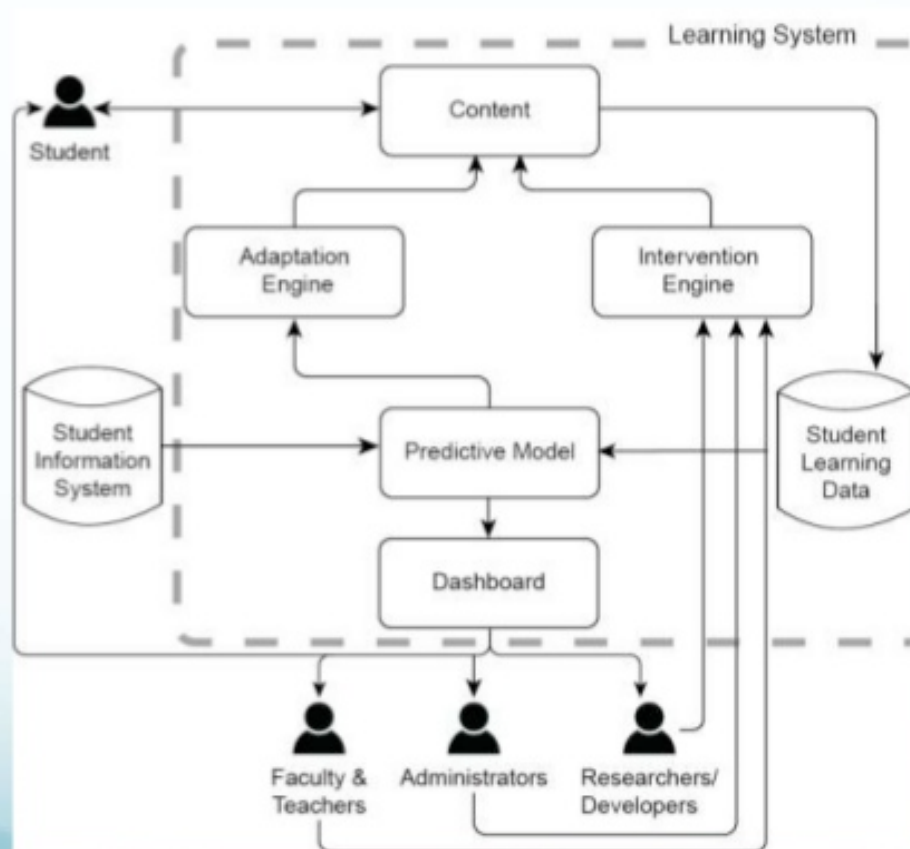 Learning System
Content
Student
Adaptation
Engine
Intervention
Engine
Student
Information
System
Predictive Model
Student
Learning
Data
Dashboard
Faculty &
Teachers
Administrators
Researchers/
Developers